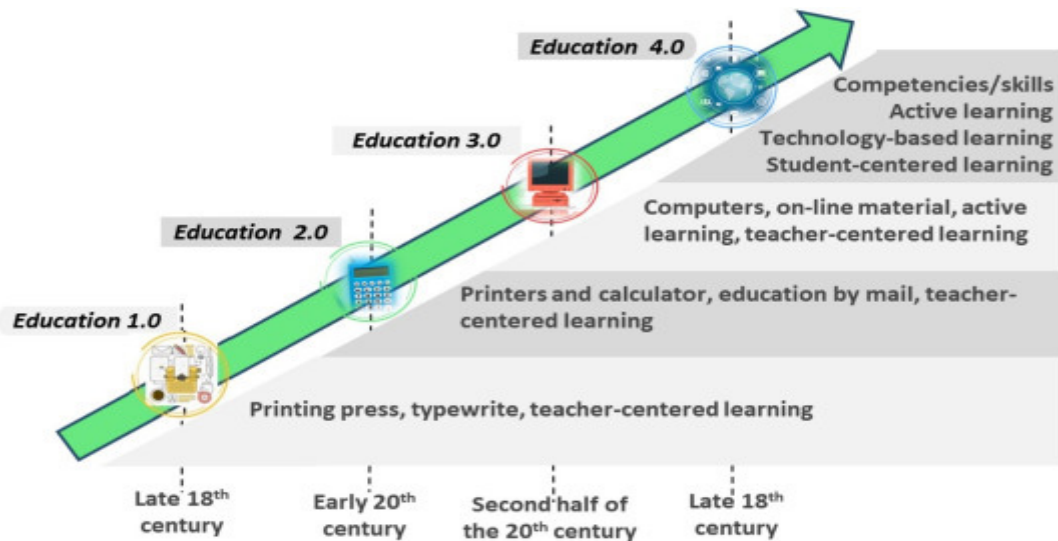 Education 4.0
Competencies/skills
Active learning
Technology-based learning
Student-centered learning
Education 3.0
Computers, on-line material, active
learning, teacher-centered learning
Education 2.0
Printers and calculator, education by mail, teacher-
centered learning
Education 1.0
Printing press, typewrite, teacher-centered learning
Late 18th
century
Early 20th
century
Second half of
the 20th century
Late 18th
century